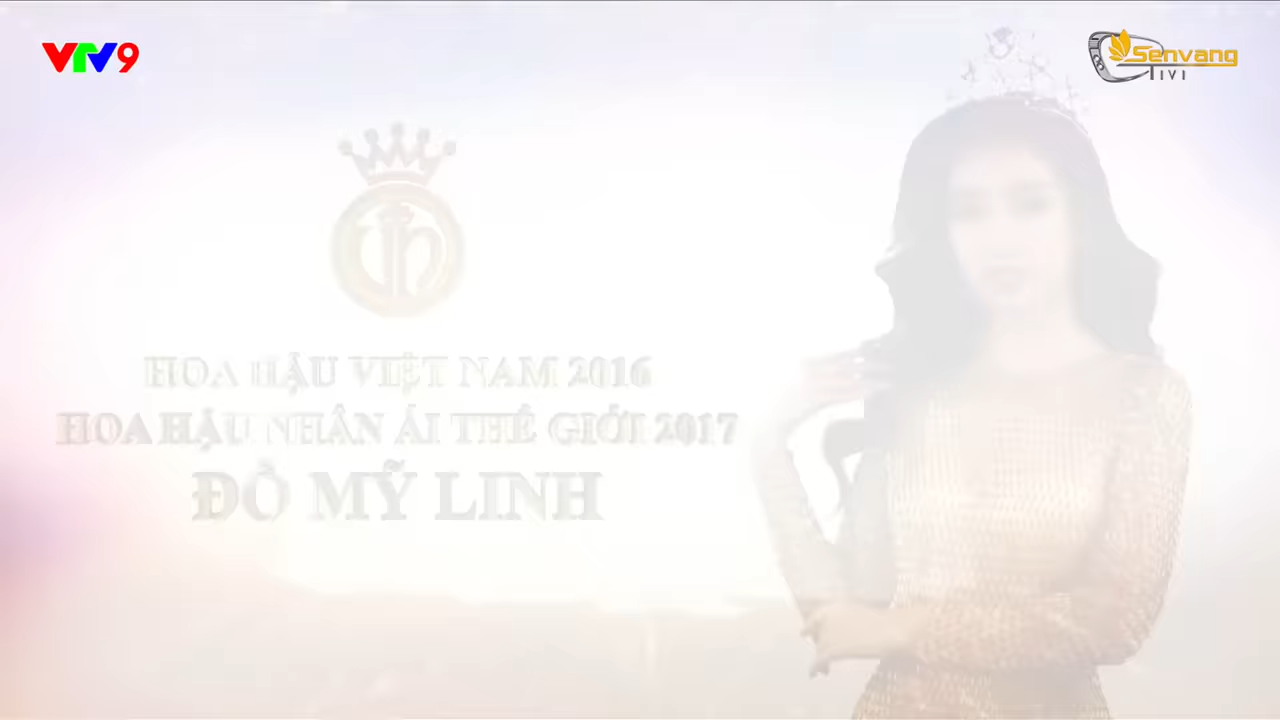 VTV9
Senvang
TIVI
HOA HẬU VIỆT NAM 2016
HOA HẬU NHÂN ÁI THẾ GIỚI 2017
ĐỖ MỸ LINH